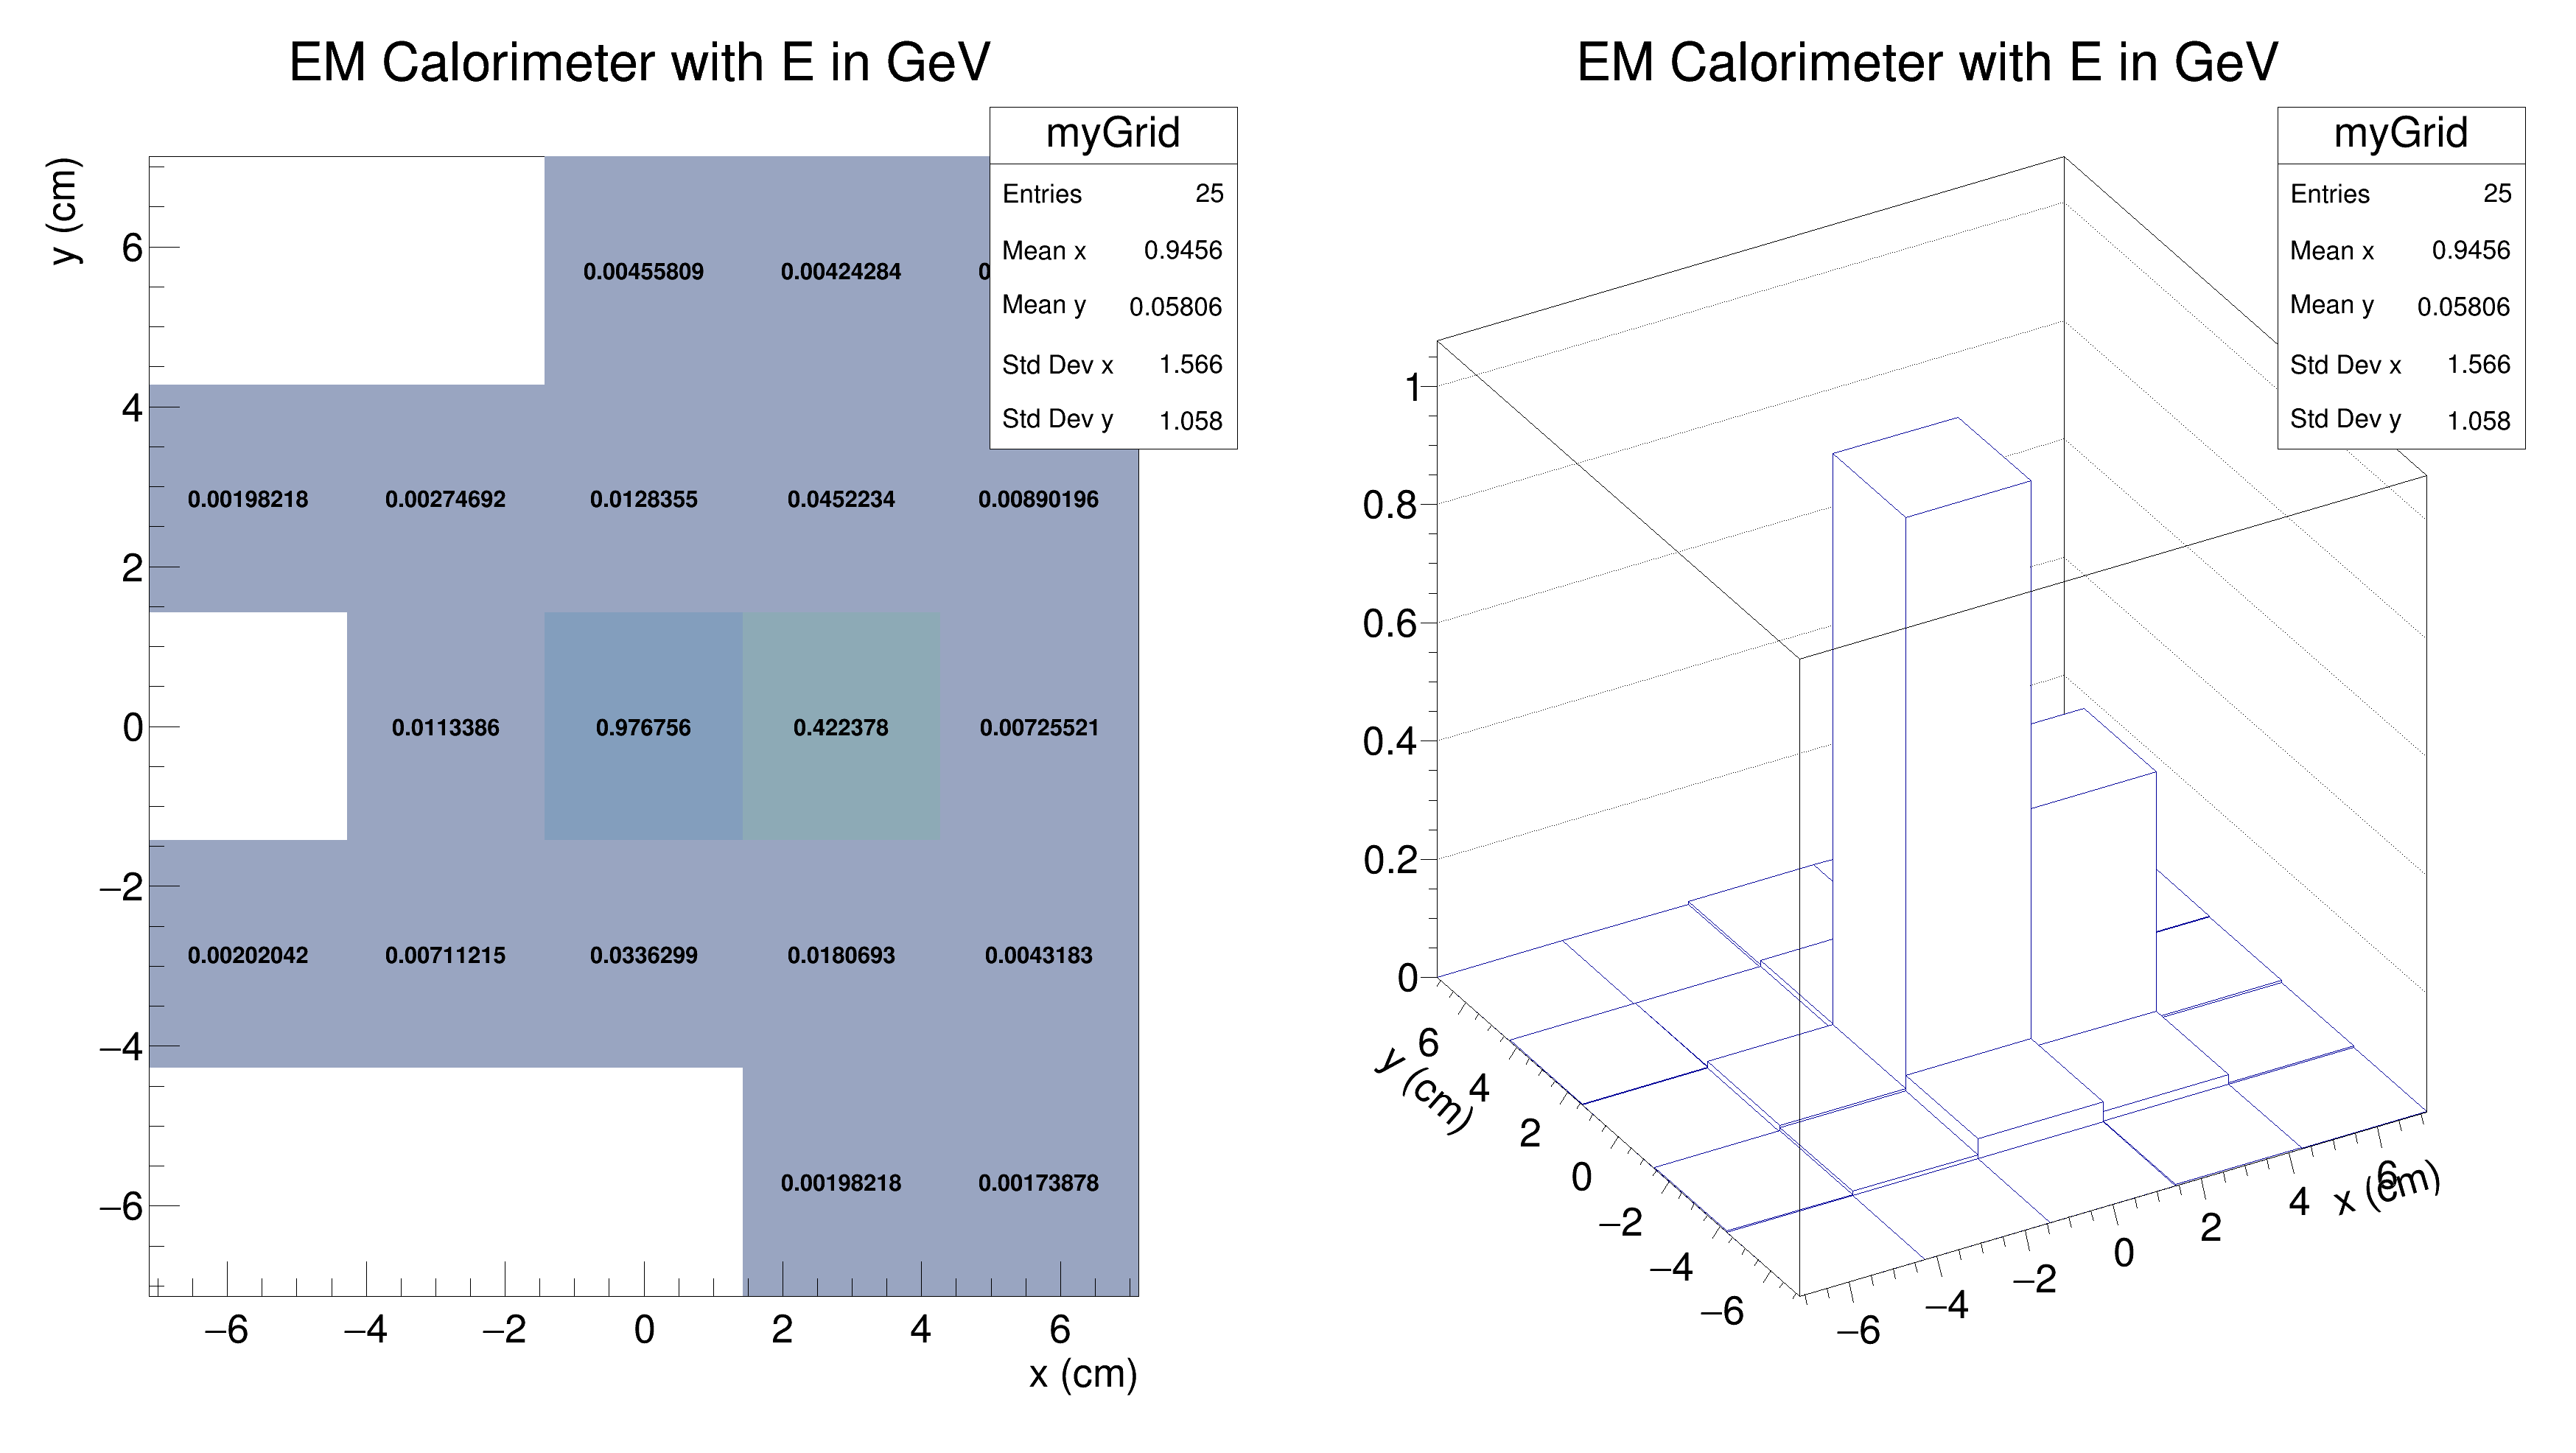 EM Calorimeter with E in GeV
myGrid
Entries 25
Mean x 0.9456
Mean y 0.05806
Std Dev x 1.566
Std Dev y 1.058
y (cm)
6
4
2
0
−2
−4
−6
0.00455809 0.00424284 0
0.00198218 0.00274692 0.0128355 0.0452234 0.00890196
0.0113386 0.976756 0.422378 0.00725521
0.00202042 0.00711215 0.0336299 0.0180693 0.0043183
0.00198218 0.00173878
−6 −4 −2 0 2 4 6
x (cm)
EM Calorimeter with E in GeV
myGrid
Entries 25
Mean x 0.9456
Mean y 0.05806
Std Dev x 1.566
Std Dev y 1.058
1
0.8
0.6
0.4
0.2
0
6
4
2
0
−2
−4
−6
y (cm)
−6 −4 −2 0 2 4 6
x (cm)